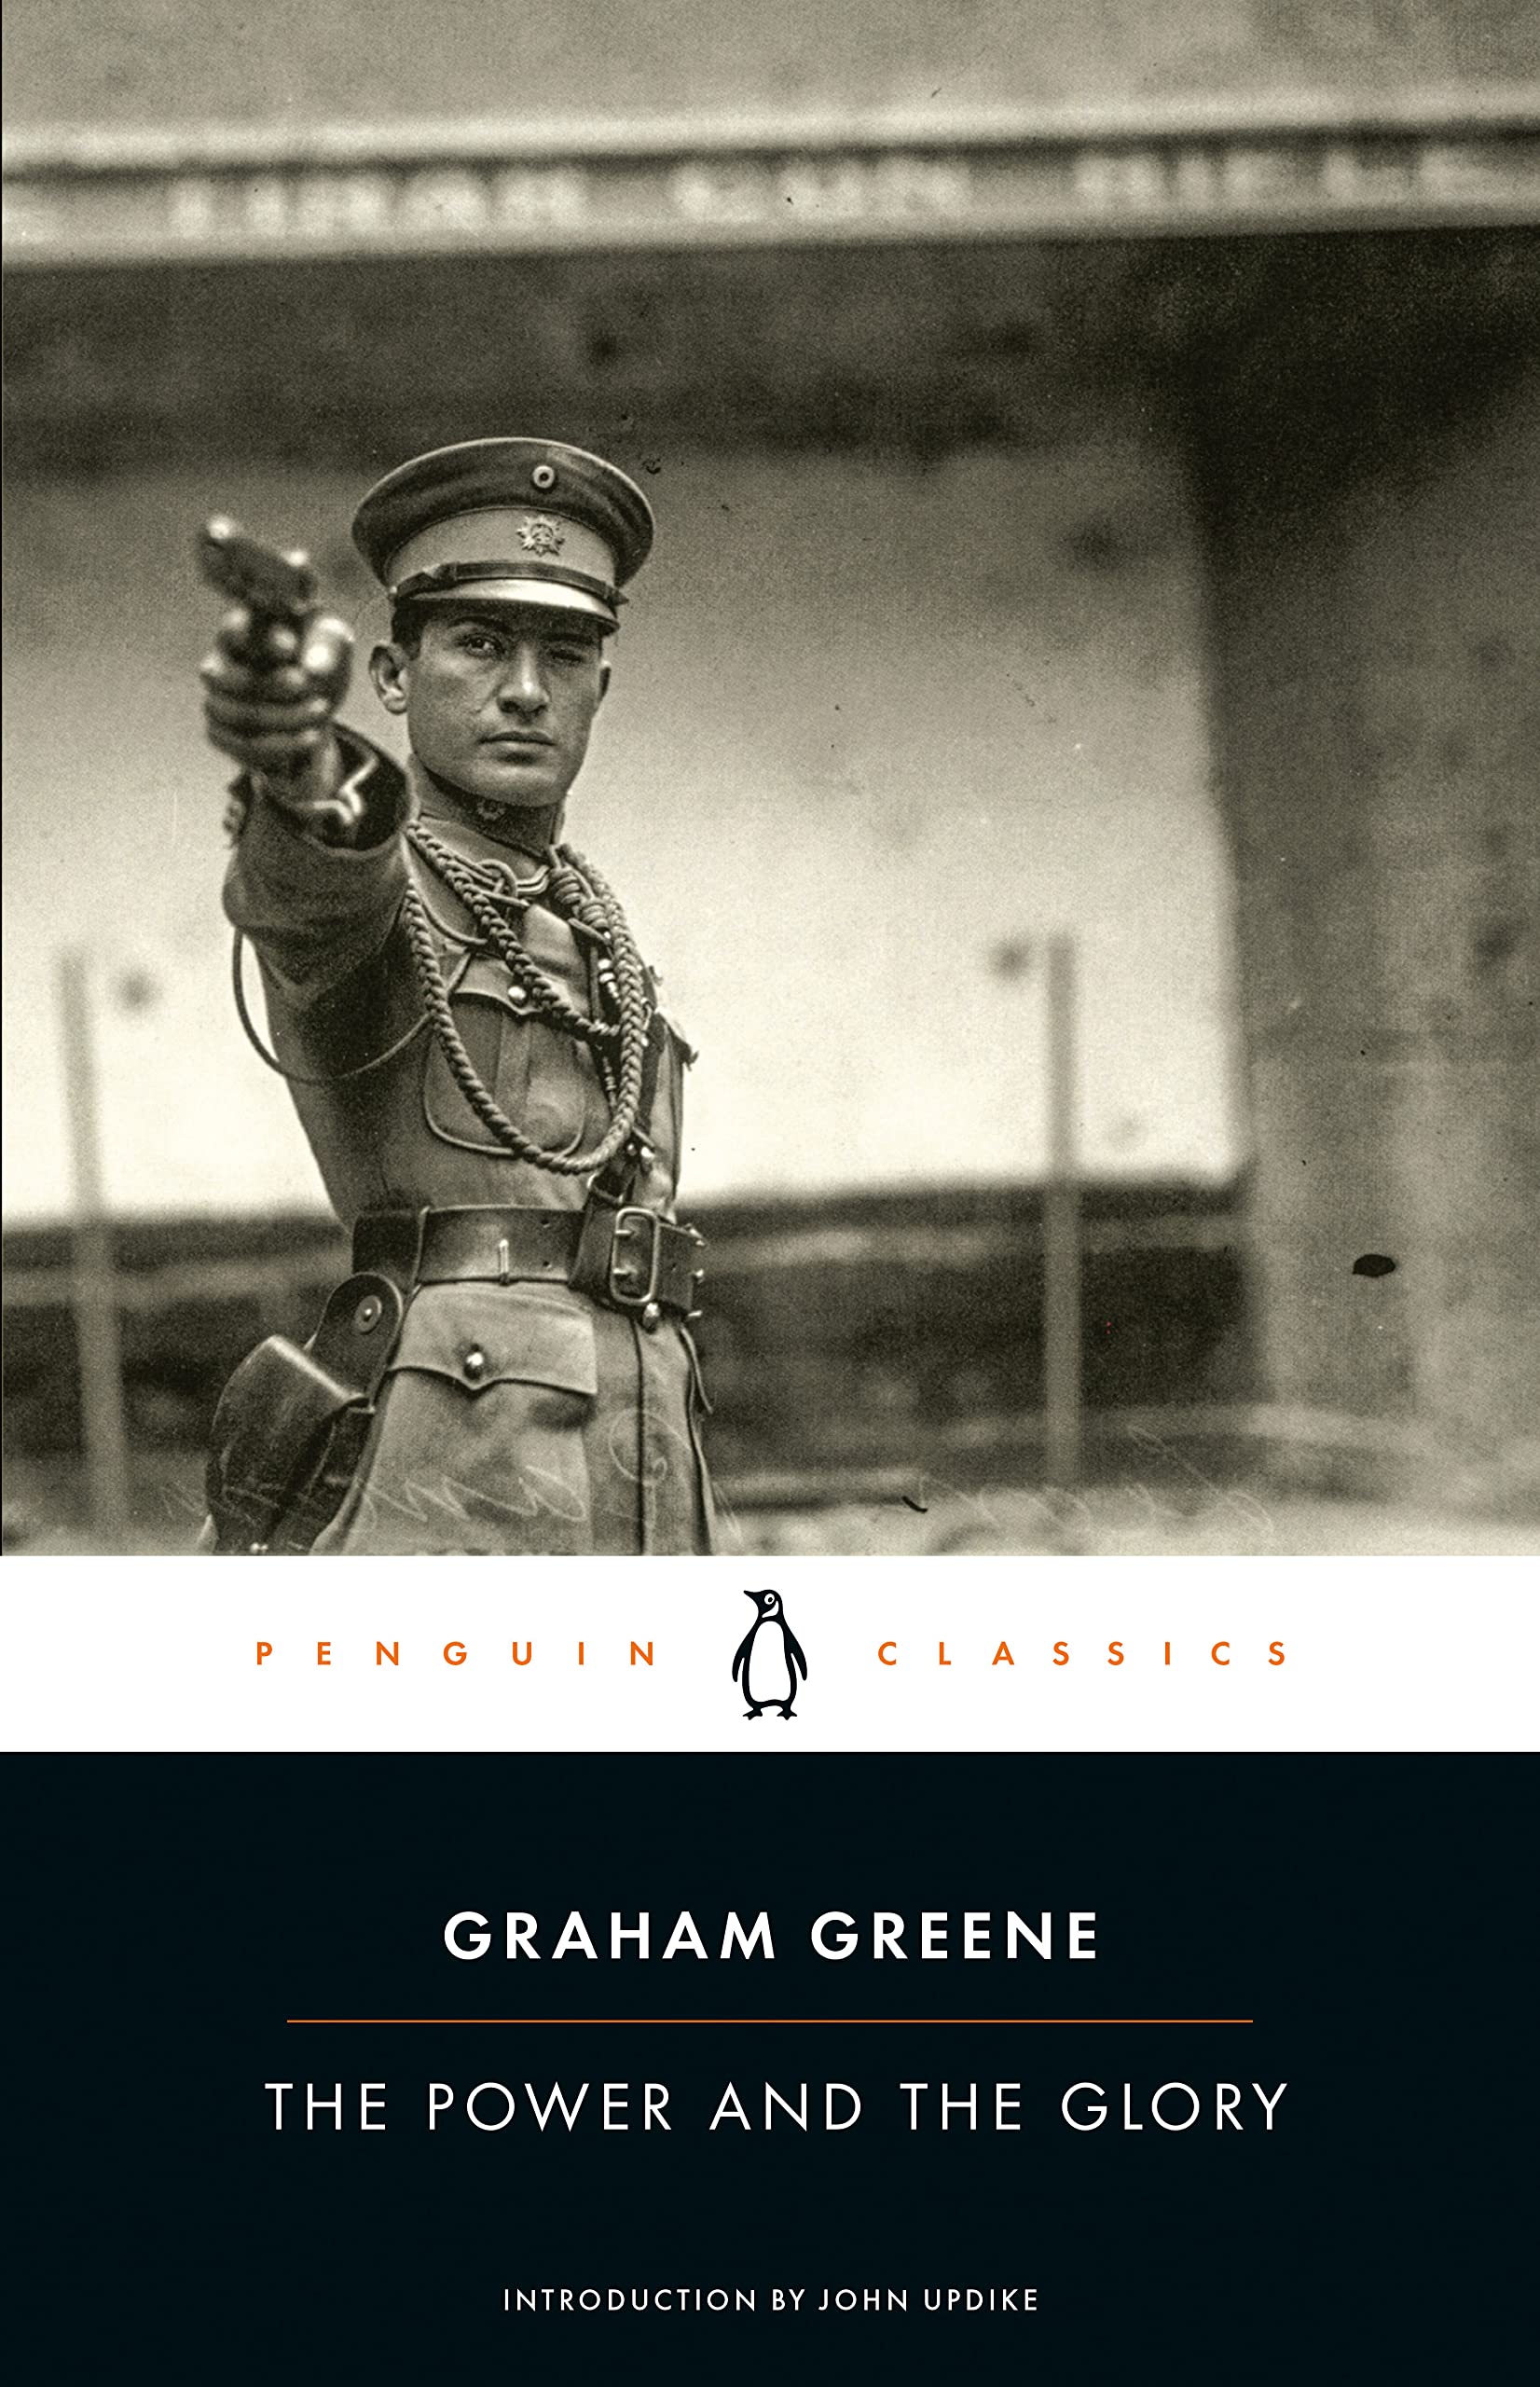 PENGUIN CLASSICS
GRAHAM GREENE
THE POWER AND THE GLORY
INTRODUCTION BY JOHN UPDIKE